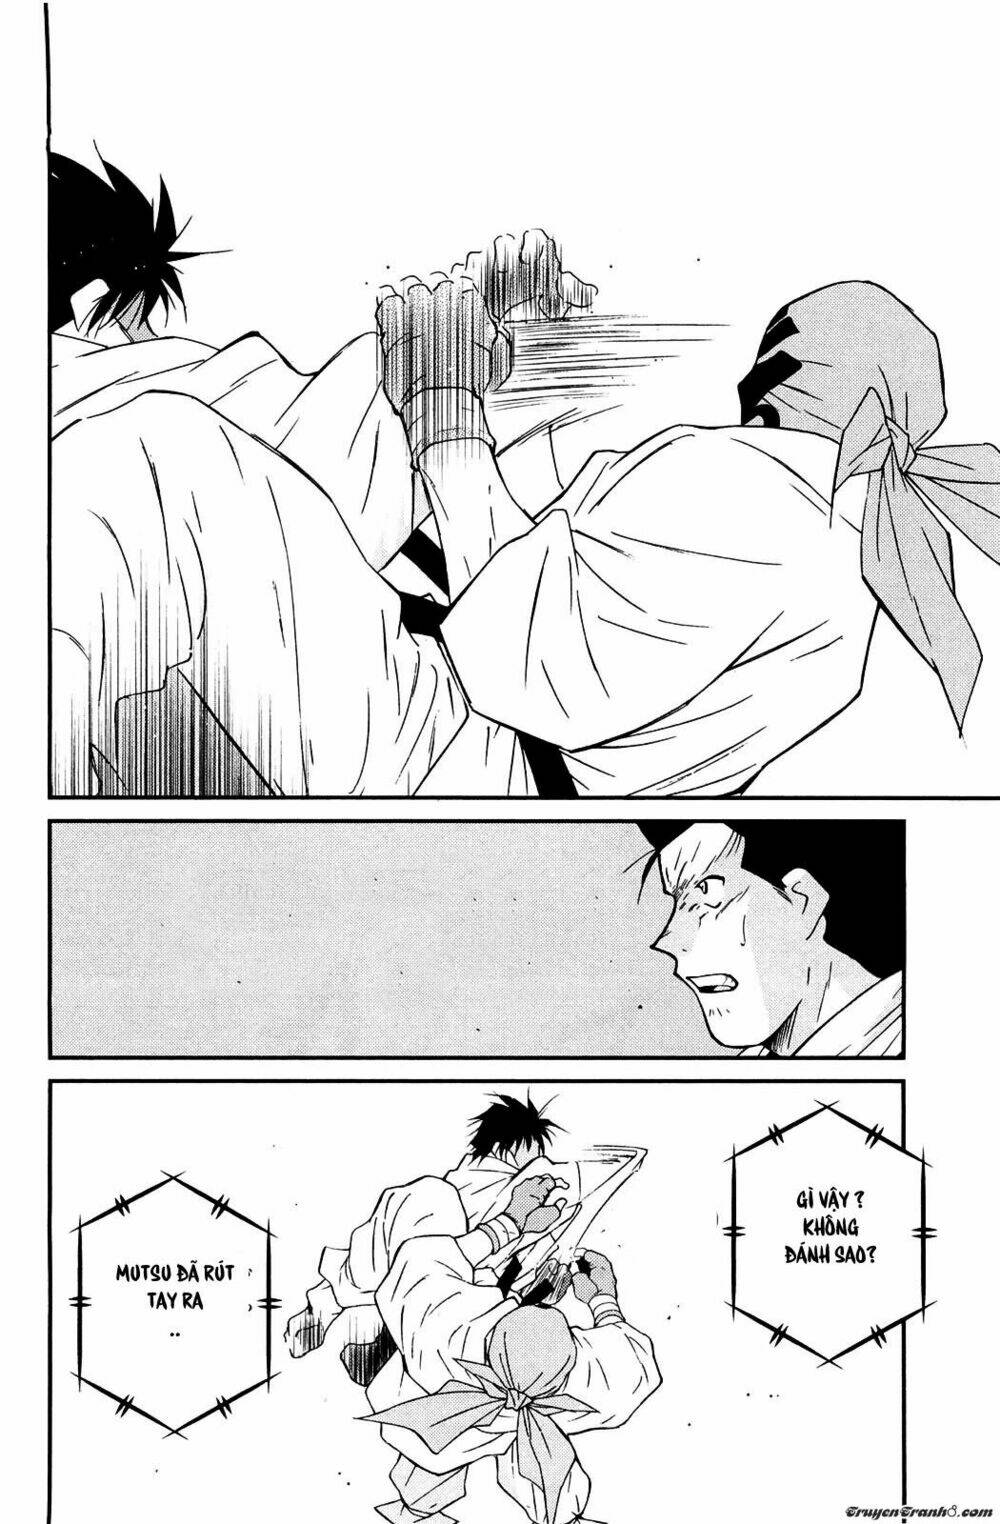 GÌ VẬY?
KHÔNG
ĐÁNH SAO?
MUTSU ĐÃ RÚT
TAY RA
..
TruyenTranh8.com